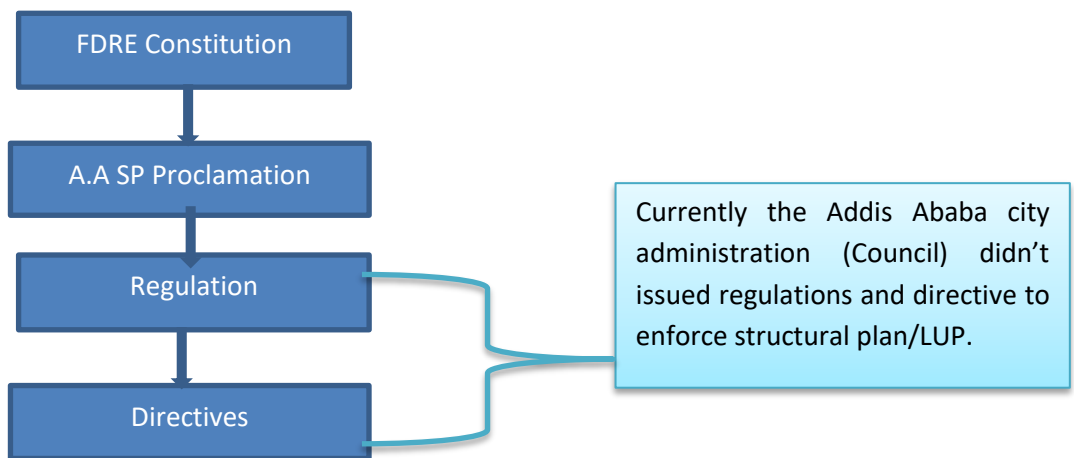 FDRE Constitution
A.A SP Proclamation
Regulation
Directives
Currently the Addis Ababa city
administration (Council) didn’t
issued regulations and directive to
enforce structural plan/LUP.